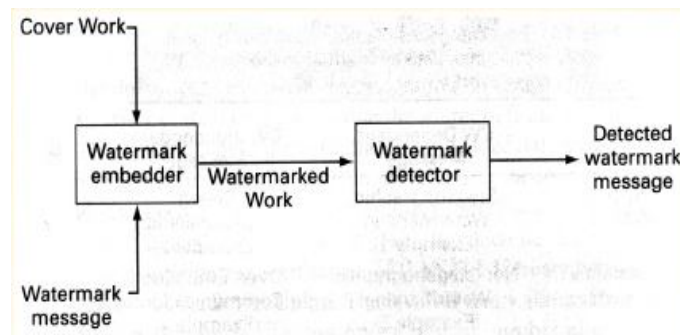 Cover Work
Watermark
embedder
Watermarked
Work
Watermark
detector
Detected
watermark
message
Watermark
message